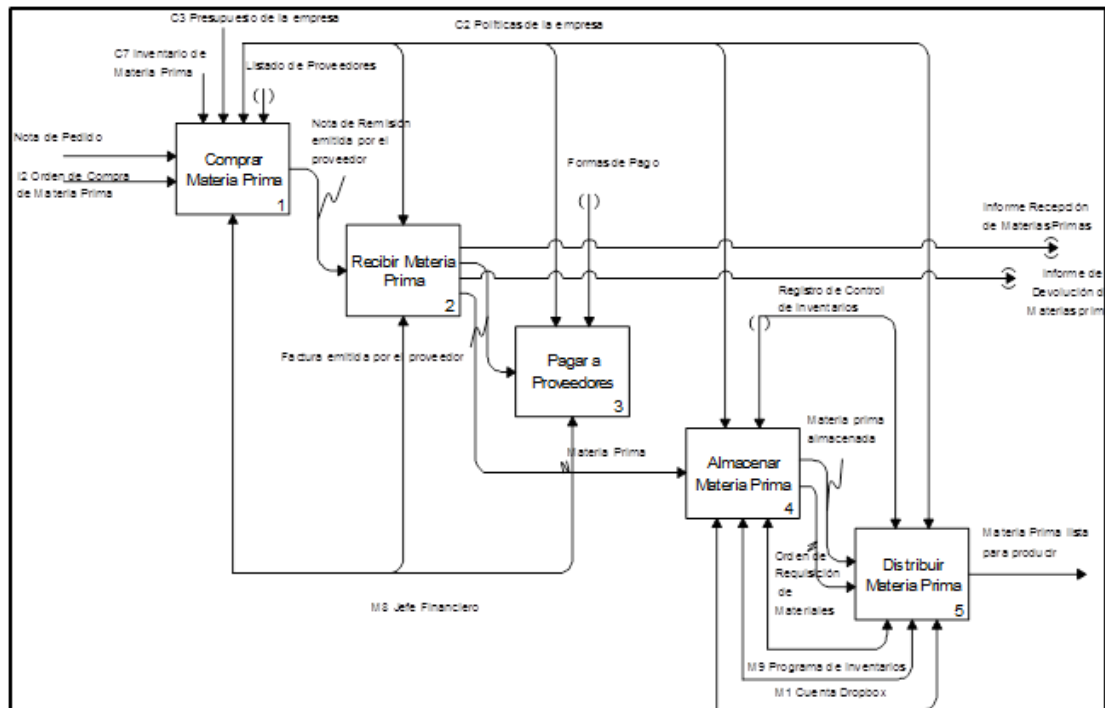 C3 Presupueso de la empresa
C2 Políticas de la empresa
C7 Inventario de
Materia Prima
Listado de Proveedores
Nota de Pedido
I2 Orden de Compra
de Materia Prima
Comprar
Materia Prima
1
Nota de Remisión
emitida por el
proveedor
Formas de Pago
Recibir Materia
Prima
2
Informe Recepción
de Materias Primas
Informe de
Devolución d
Materias prim
Registro de Control
de Inventarios
Factura emitida por el proveedor
Pagar a
Proveedores
3
Materia prima
almacenada
Materia Prima
Almacenar
Materia Prima
4
Orden de
Requisición
de
Materiales
Distribuir
Materia Prima
5
Materia Prima lista
para producir
M8 Jefe Financiero
M9 Programa de Inventarios
M1 Cuenta Dropbox